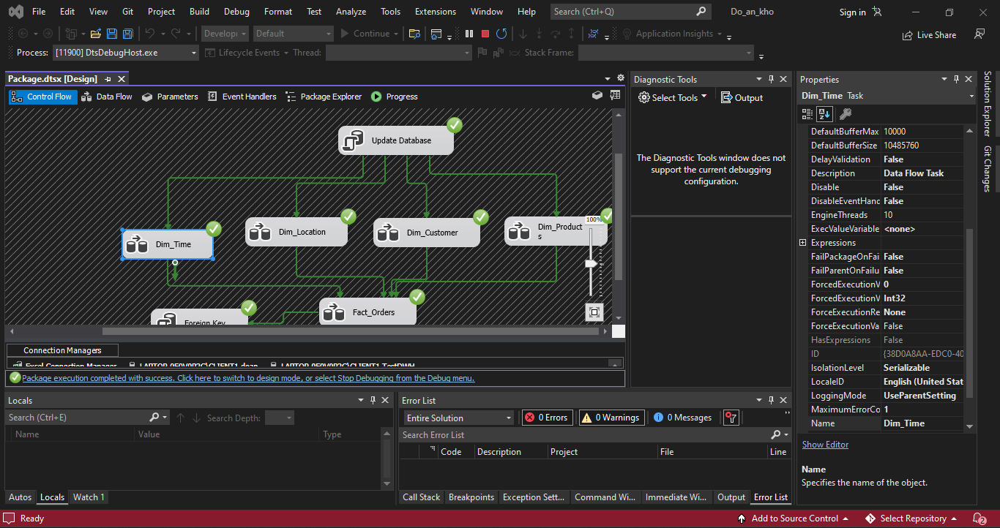 File Edit View Git Project Build Debug Format Test Analyze Tools Extensions Window Help Search (Ctrl+Q) Do_an_kho Sign in
Develop Default Continue Application Insights Live Share
Process: [11900] DtsDebugHost.exe Lifecycle Events Thread: Stack Frame:
Package.dtsx [Design]
Control Flow Data Flow Parameters Event Handlers Package Explorer Progress
Update Database
Dim_Time
Dim_Location
Dim_Customer
Dim_Product
s
100%
Fact_Orders
Foreign Key
Connection Managers
Excel Connection Manager
Package execution completed with success. Click here to switch to design mode, or select Stop Debugging from the Debug menu.
Diagnostic Tools
Select Tools Output
The Diagnostic Tools window does not
support the current debugging
configuration.
Properties
Dim_Time Task
DefaultBufferMax 10000
DefaultBufferSize 10485760
DelayValidation False
Description Data Flow Task
Disable False
DisableEventHand False
EngineThreads 10
ExecValueVariable <none>
Expressions
FailPackageOnFai False
FailParentOnFailu False
ForcedExecutionV 0
ForcedExecutionV Int32
ForceExecutionRe None
ForceExecutionVa False
HasExpressions False
ID {38D0A8AA-EDC0-40
IsolationLevel Serializable
LocaleID English (United Stat
LoggingMode UseParentSetting
MaximumErrorCo 1
Name Dim_Time
Show Editor
Name
Specifies the name of the object.
Solution Explorer
Git Changes
Locals
Search (Ctrl+E) Search Depth:
Name Value Type
Autos Locals Watch 1
Error List
Entire Solution 0 Errors 0 Warnings 0 Messages
Search Error List
Code Description Project File Line
Call Stack Breakpoints Exception Sett... Command Wi... Immediate Wi... Output Error List
Ready Add to Source Control Select Repository 2